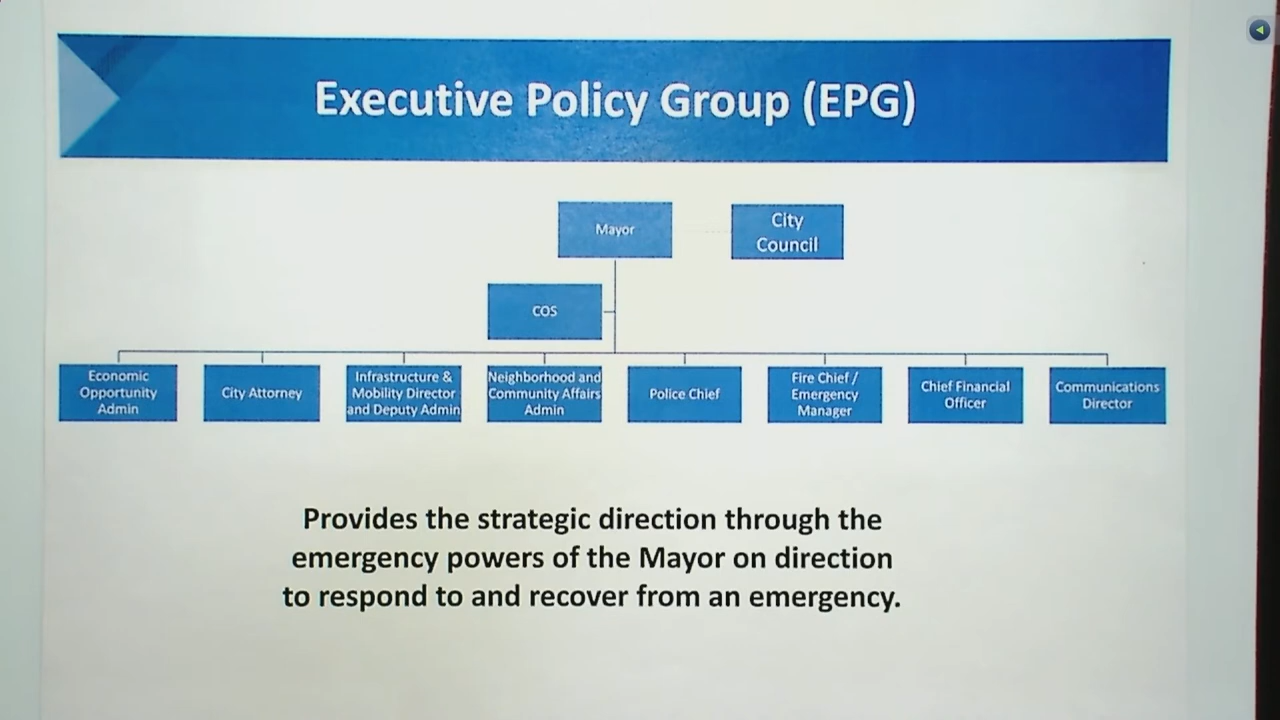 Executive Policy Group (EPG)
Mayor
City
Council
COS
Economic
Opportunity
Admin
City Attorney
Infrastructure &
Mobility Director
and Deputy Admin
Neighborhood and
Community Affairs
Admin
Police Chief
Fire Chief /
Emergency
Manager
Chief Financial
Officer
Communications
Director
Provides the strategic direction through the
emergency powers of the Mayor on direction
to respond to and recover from an emergency.